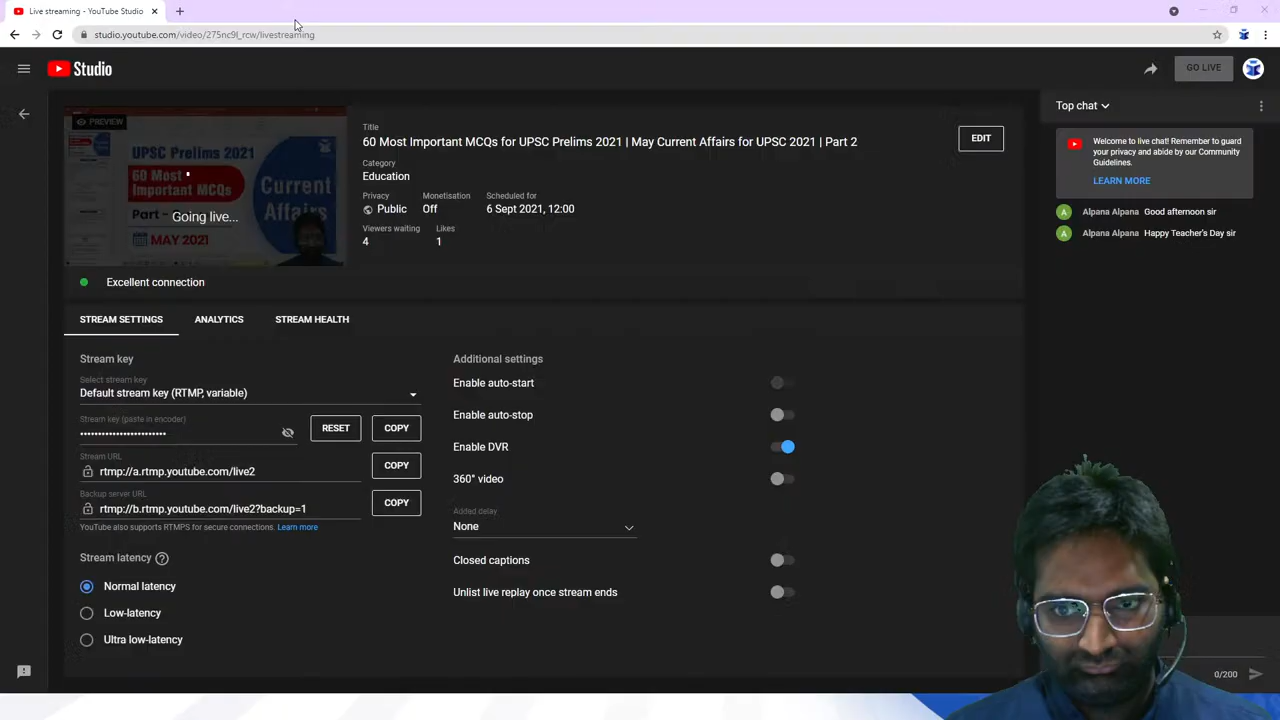 Live streaming - YouTube Studio
studio.youtube.com/video/275nc9l_rcw/livestreaming
Studio
GO LIVE
PREVIEW
UPSC Prelims 2021
60 Most
Important MCQs
Current
Affairs
Part -
MAY 2021
Going live...
Title
60 Most Important MCQs for UPSC Prelims 2021 | May Current Affairs for UPSC 2021 | Part 2
EDIT
Category
Education
Privacy Monetisation Scheduled for
Public Off 6 Sept 2021, 12:00
Viewers waiting Likes
4 1
Excellent connection
STREAM SETTINGS ANALYTICS STREAM HEALTH
Stream key
Select stream key
Default stream key (RTMP, variable)
Stream key (paste in encoder)
••••••••••••••••••••••••
RESET COPY
Stream URL
rtmp://a.rtmp.youtube.com/live2
COPY
Backup server URL
rtmp://b.rtmp.youtube.com/live2?backup=1
COPY
YouTube also supports RTMPS for secure connections. Learn more
Stream latency
Normal latency
Low-latency
Ultra low-latency
Additional settings
Enable auto-start
Enable auto-stop
Enable DVR
360° video
Added delay
None
Closed captions
Unlist live replay once stream ends
Top chat
Welcome to live chat! Remember to guard
your privacy and abide by our Community
Guidelines.
LEARN MORE
A Alpana Alpana Good afternoon sir
A Alpana Alpana Happy Teacher's Day sir
0/200